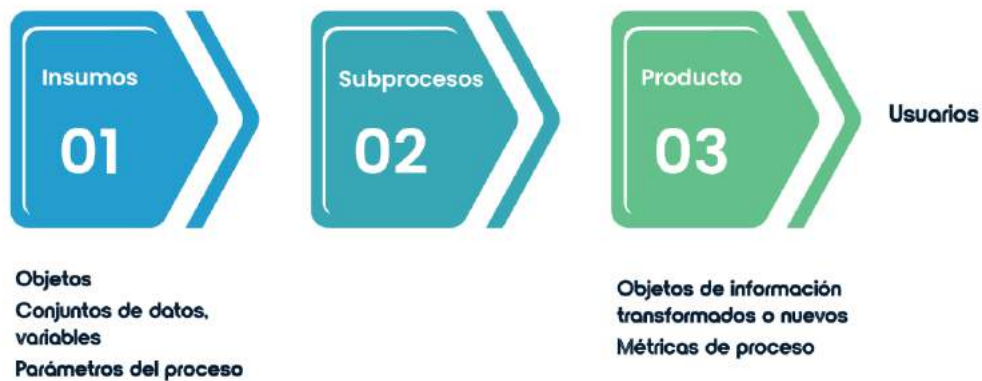 Insumos
01
Subprocesos
02
Producto
03
Usuarios
Objetos
Conjuntos de datos,
variables
Parámetros del proceso
Objetos de información
transformados o nuevos
Métricas de proceso